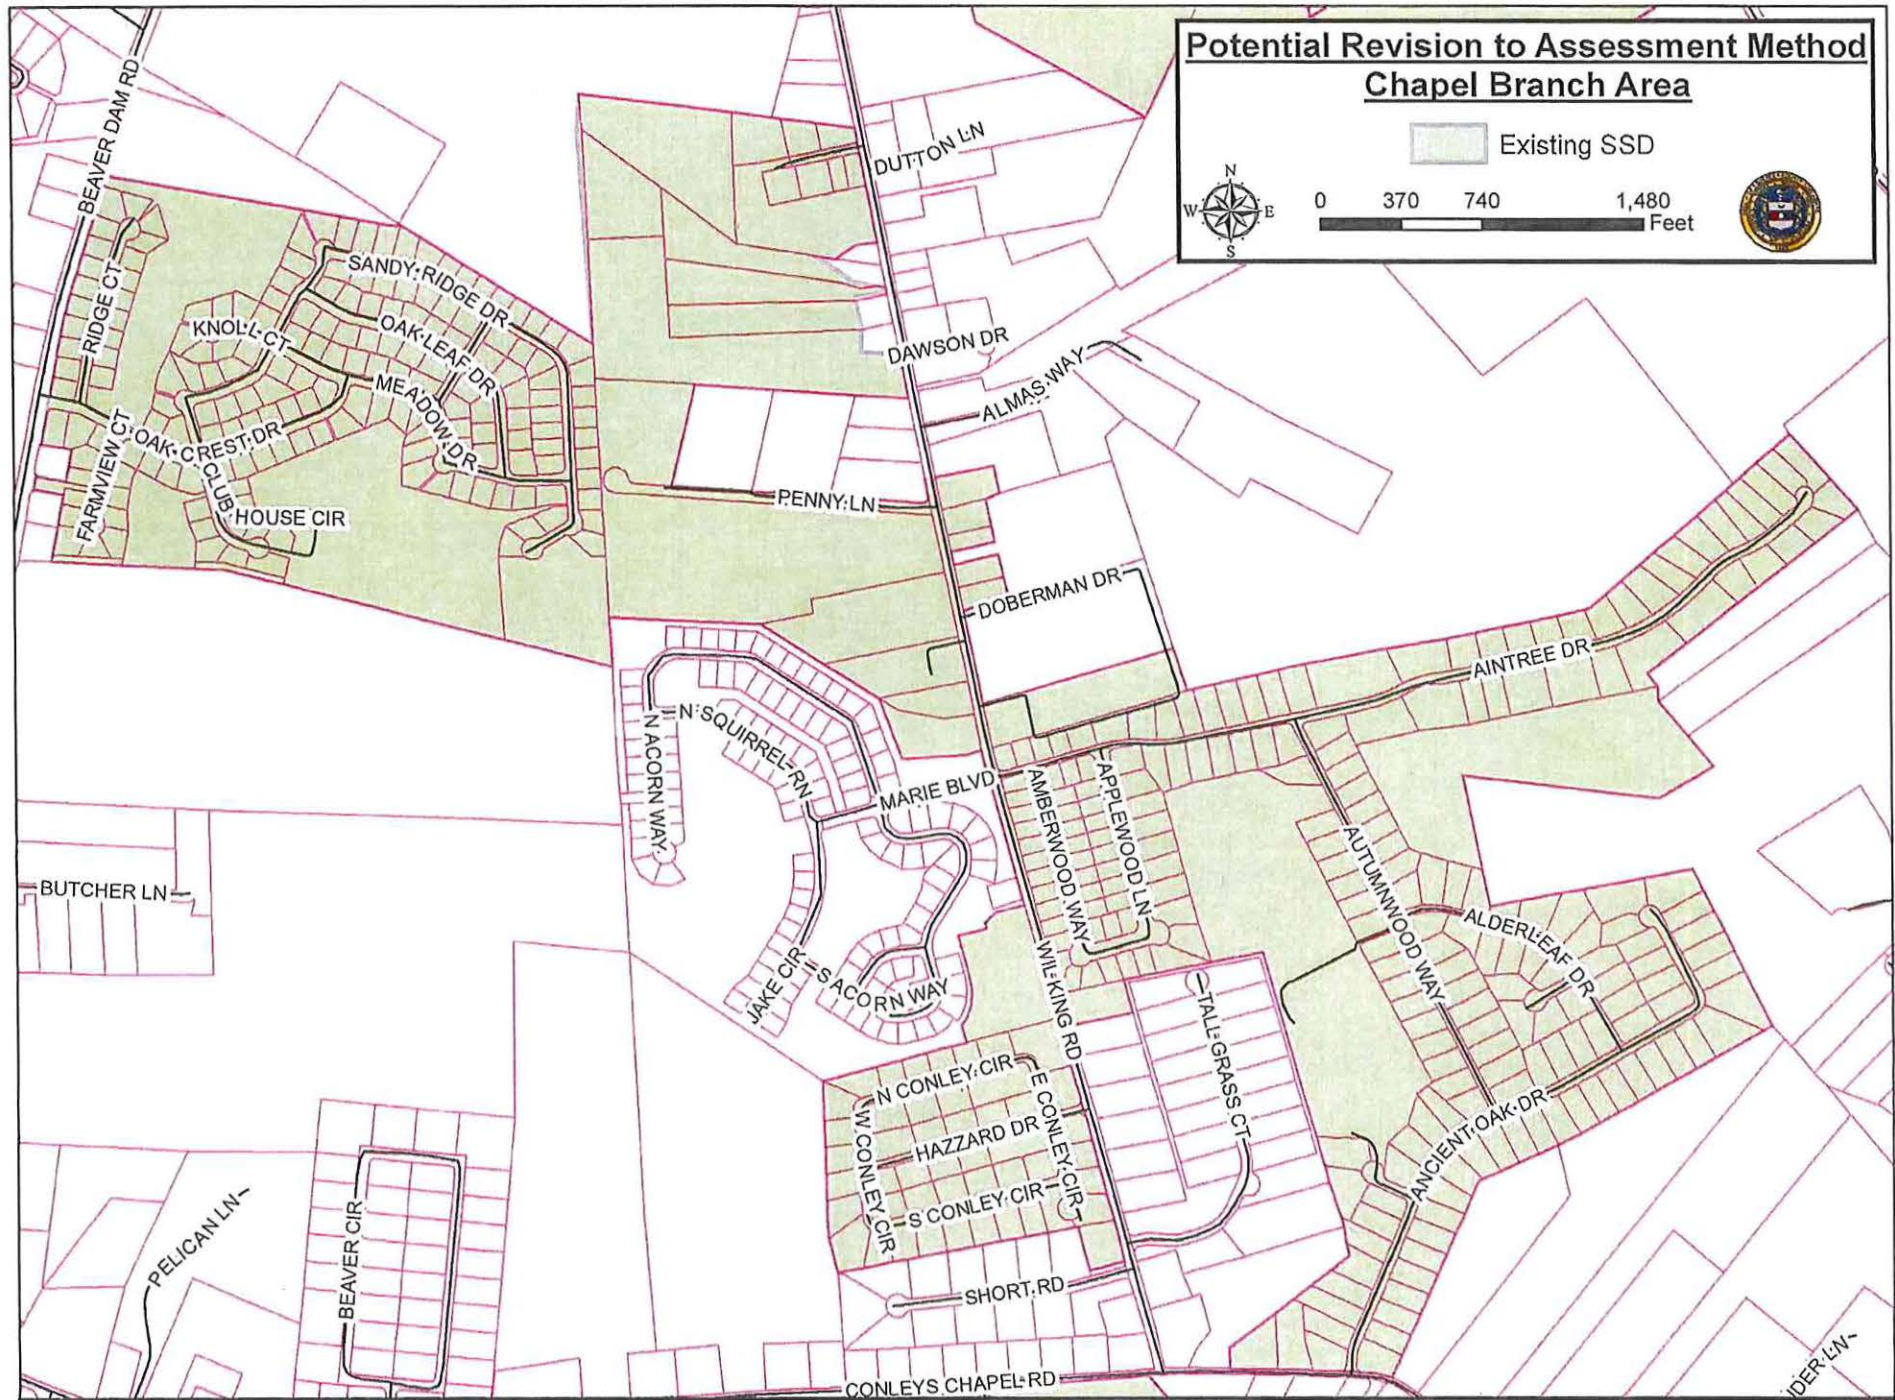 Potential Revision to Assessment Method
Chapel Branch Area
Existing SSD
N
W E
S
0 370 740 1,480
Feet
BEAVER DAM RD
DUTTON LN
RIDGE CT
SANDY RIDGE DR
KNOLL CT
OAK LEAF DR
DAWSON DR
MEADOW DR
ALMAS WAY
FARMVIEW CT
OAK CREST DR
CLUB HOUSE CIR
PENNY LN
DOBERMAN DR
AINTREE DR
N ACORN WAY
N SQUIRREL RN
MARIE BLVD
AMBERWOOD WAY
APPLEWOOD LN
AUTUMNWOOD WAY
BUTCHER LN
ALDERLEAF DR
JAKE CIR
S ACORN WAY
WIL KING RD
TALL GRASS CT
N CONLEY CIR
E CONLEY CIR
W CONLEY CIR
HAZZARD DR
S CONLEY CIR
ANCIENT OAK DR
PELICAN LN
BEAVER CIR
SHORT RD
CONLEYS CHAPEL RD